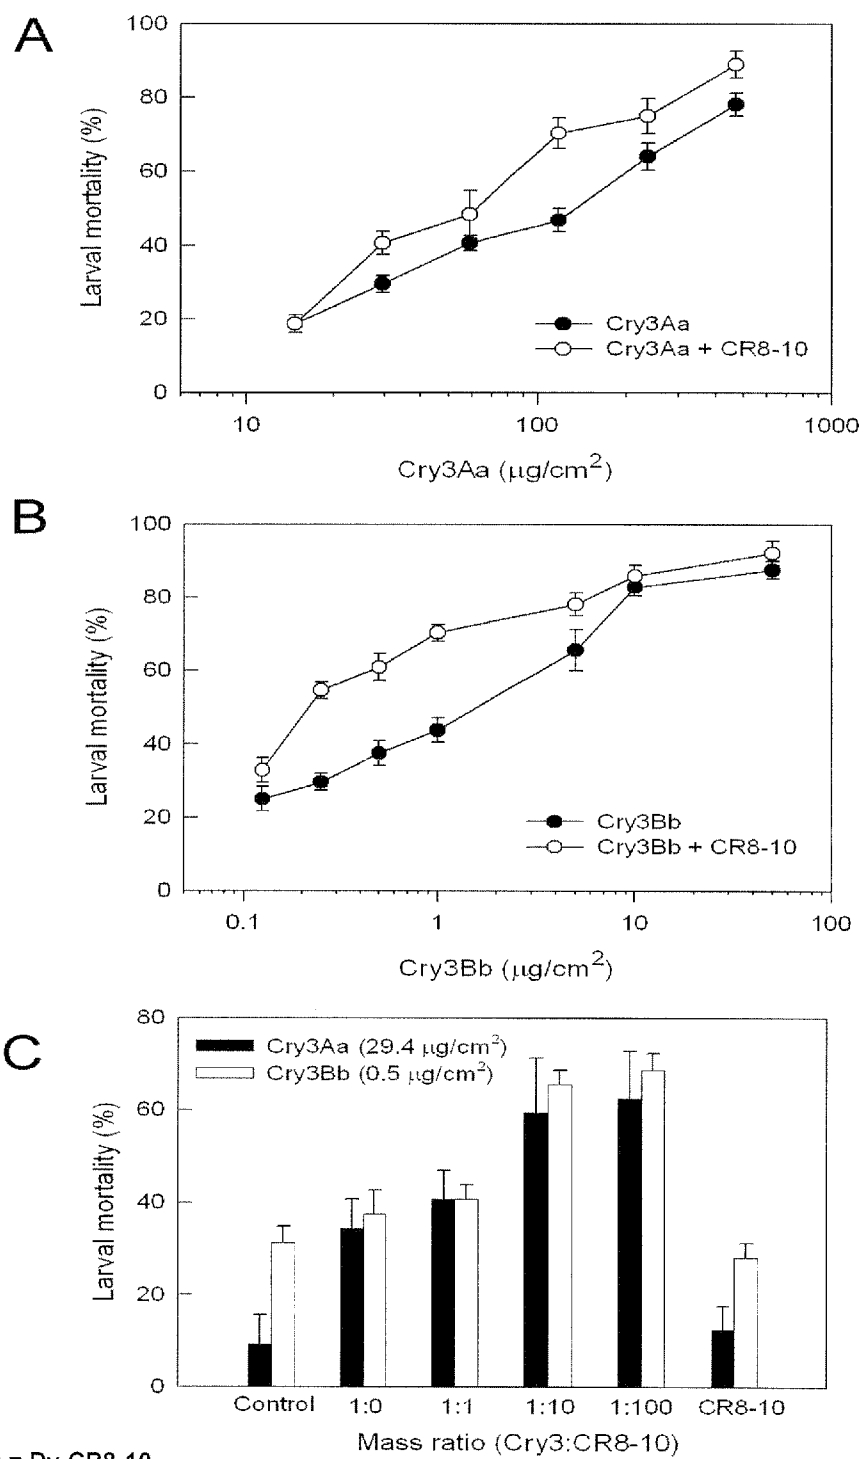 A
100
80
60
40
20
0
Larval mortality (%)
Cry3Aa
Cry3Aa + CR8-10
10 100 1000
Cry3Aa (μg/cm²)
B
100
80
60
40
20
0
Larval mortality (%)
Cry3Bb
Cry3Bb + CR8-10
0.1 1 10 100
Cry3Bb (μg/cm²)
C
80
60
40
20
0
Larval mortality (%)
Cry3Aa (29.4 μg/cm²)
Cry3Bb (0.5 μg/cm²)
Control 1:0 1:1 1:10 1:100 CR8-10
Mass ratio (Cry3:CR8-10)